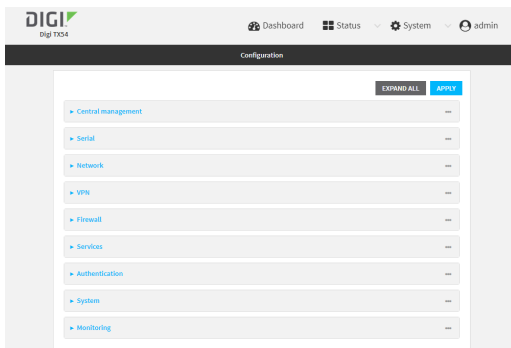 DIGI
Digi TX54
Dashboard Status System admin
Configuration
EXPAND ALL APPLY
Central management
Serial
Network
VPN
Firewall
Services
Authentication
System
Monitoring